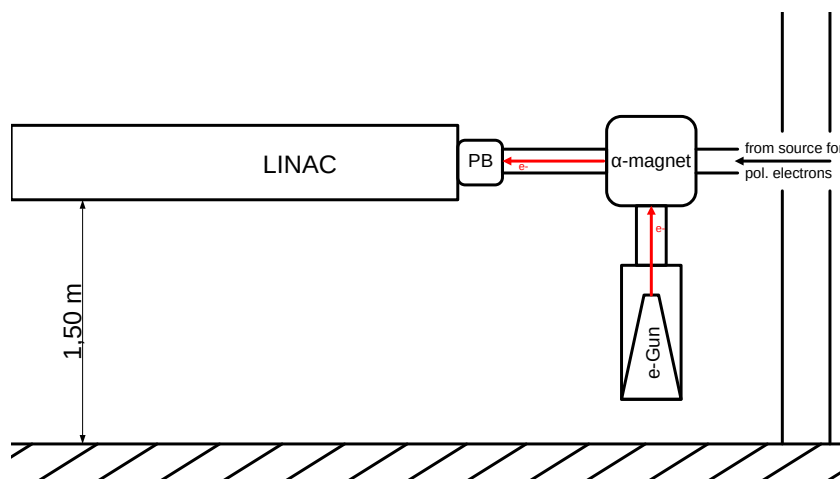 from source for
LINAC
PB
α-magnet
e-
pol. electrons
e-
1,50 m
e-Gun